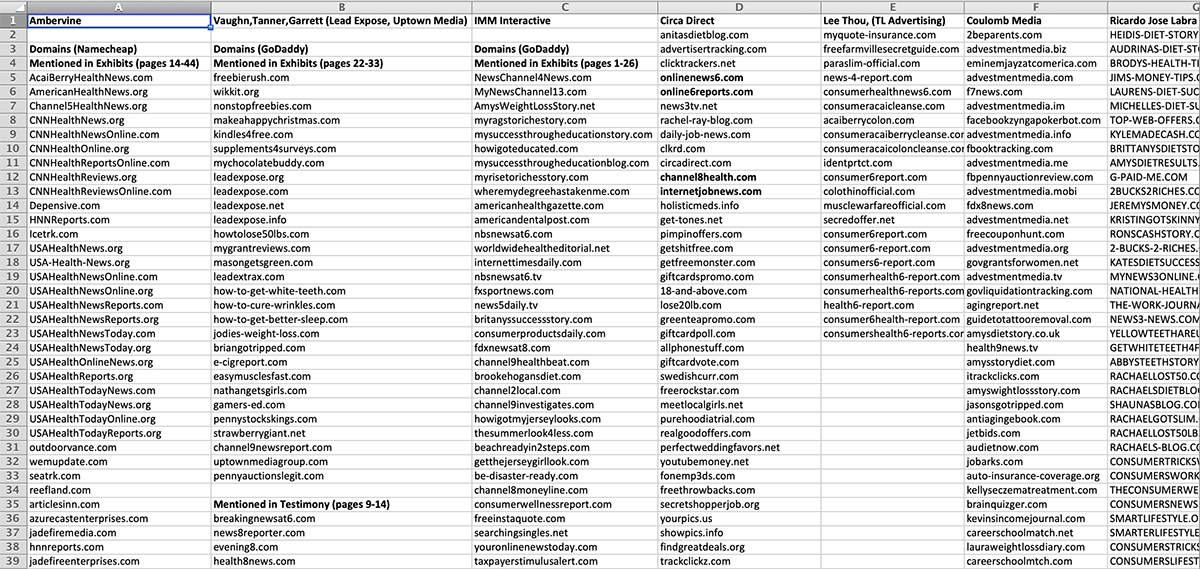 A B C D E F G
1 Ambervine Vaughn,Tanner,Garrett (Lead Expose, Uptown Media) IMM Interactive Circa Direct Lee Thou, (TL Advertising) Coulomb Media Ricardo Jose Labra
2 anitasdietblog.com myquote-insurance.com 2beparents.com HEIDIS-DIET-STORY
3 Domains (Namecheap) Domains (GoDaddy) Domains (GoDaddy) advertisingtracking.com freefarmvillesecretguide.com advestmentmedia.biz AUDRINAS-DIET-STO
4 Mentioned in Exhibits (pages 14-44) Mentioned in Exhibits (pages 22-33) Mentioned in Exhibits (pages 1-26) clicktrackers.net paraslim-official.com eminemjayzatcomerica.com BRODYS-HEALTH-T
5 AcaiBerryHealthNews.com freebierush.com NewsChannel4News.com onlinenews6.com news-4-report.com advestmentmedia.com JIMS-MONEY-TIPS.
6 AmericanHealthNews.org wikkit.org MyNewsChannel13.com online6reports.com consumerhealthnews6.com f7news.com LAURENS-DIET-SUC
7 Channel5HealthNews.org nonstopfreebies.com AmysWeightLossStory.net news3tv.net consumeracaicleanse.com advestmentmedia.im MICHELLES-DIET-S
8 CNNHealthNews.org makeahappychristmas.com myragstorichestory.com rachel-ray-blog.com acaiberrycolon.com facebookzyngapokerbot.com TOP-WEB-OFFERS.C
9 CNNHealthNewsOnline.com kindles4free.com mysuccessthrougheducationstory.com daily-job-news.com consumeracaiberrycleanse.cor advestmentmedia.info KYLEMADECASH.CO
10 CNNHealthOnline.org supplements4surveys.com howigoteducated.com clkrd.com consumeracaicoloncleanse.com fbooktracking.com BRITTANYSDIETSTO
11 CNNHealthReportsOnline.com mychocolatebuddy.com mysuccessthrougheducationblog.com circadirect.com identprtct.com advestmentmedia.me AMYSDIETRESULTS.
12 CNNHealthReviews.org leadexpose.org myrisetorichesstory.com channel8health.com consumer6report.com fbpennyauctionreview.com G-PAID-ME.COM
13 CNNHealthReviewsOnline.com leadexpose.com wheremydegreehastakenme.com internetjobnews.com colothinofficial.com advestmentmedia.mobi 2BUCKS2RICHES.CO
14 Depensive.com leadexpose.net americanhealthgazette.com holisticmeds.info musclewarfareofficial.com fdx8news.com JEREMYSMONEY.CO
15 HNNReports.com leadexpose.info americandentalpost.com get-tones.net secredoffer.net advestmentmedia.net KRISTINGOTSKINNY
16 Icetrk.com howtolose50lbs.com nbsnewsat6.com pimpinoffers.com consumer6report.com freecouponhunt.com RONSCASHSTORY.C
17 USAHealthNews.org mygrantreviews.com worldwidehealtheditorial.net getshitfree.com consumer6-report.com advestmentmedia.org 2-BUCKS-2-RICHES.
18 USA-Health-News.org masongetsgreen.com internettimesdaily.com getfreemonster.com consumers6-report.com govgrantsforwomen.net KATESDIETSUCCESS
19 USAHealthNewsOnline.com leadextrax.com nbsnewsat6.tv giftcardspromo.com consumerhealth6-report.com advestmentmedia.tv MYNEWS3ONLINE.
20 USAHealthNewsOnline.org how-to-get-white-teeth.com fxsportnews.com 18-and-above.com consumerhealth6-reports.com govliquidationtracking.com NATIONAL-HEALTH
21 USAHealthNewsReports.com how-to-cure-wrinkles.com news5daily.tv lose20lb.com health6-report.com agingreport.net THE-WORK-JOURNA
22 USAHealthNewsReports.org how-to-get-better-sleep.com britanyssuccessstory.com greenteapromo.com consumer6health-report.com guidetotattooremoval.com NEWS3-NEWS.COM
23 USAHealthNewsToday.com jodies-weight-loss.com consumerproductsdaily.com giftcardpoll.com consumershealth6-reports.cor amysdietstory.co.uk YELLOWTEETHAREU
24 USAHealthNewsToday.org briangotripped.com fdxnewsat8.com allphonestuff.com health9news.tv GETWHITETEETH4F
25 USAHealthOnlineNews.org e-cigreport.com channel9healthbeat.com giftcardvote.com amysstorydiet.com ABBYSTEETHSTORY
26 USAHealthReports.org easymusclesfast.com brookehogansdiet.com swedishcurr.com itrackclicks.com RACHAELLOST50.CO
27 USAHealthTodayNews.com nathangetsgirls.com channel2local.com freerockstar.com amyswightlossstory.com RACHAELSDIETBLO
28 USAHealthTodayNews.org gamers-ed.com channel9investigates.com meetlocalgirls.net jasonsgotripped.com SHAUNASBLOG.COM
29 USAHealthTodayOnline.org pennystockskings.com howigotmyjerseylooks.com purehoodiatrial.com antiagingebook.com RACHAELGOTSLIM.
30 USAHealthTodayReports.org strawberrygiant.net thesummerlook4less.com realgoodoffers.com jetbids.com RACHAELLOST50LB
31 outdoorvance.com channel9newsreport.com beachreadyin2steps.com perfectweddingfavors.net audietnow.com RACHAELS-BLOG.CO
32 wemupdate.com uptownmediagroup.com getthejerseygirllook.com youtubemoney.net jobarks.com CONSUMERTRICKSV
33 seatrk.com pennyauctionslegit.com be-disaster-ready.com fonemp3ds.com auto-insurance-coverage.org CONSUMERSWORK
34 reefland.com channel8moneyline.com freethrowbacks.com kellyseczematreatment.com THECONSUMERWE
35 articlesinn.com Mentioned in Testimony (pages 9-14) consumerwellnessreport.com secretshopperjob.org brainquizger.com CONSUMERSNEWS
36 azurecastenterprises.com breakingnewsat6.com freeinstaquote.com yourpics.us kevinsincomejournal.com SMARTLIFESTYLE.O
37 jadefiremedia.com news8reporter.com searchingsingles.net showpics.info careerschoolmatch.net SMARTERLIFESTYLE
38 hnnreports.com evening8.com youronlinenewstoday.com findgreatdeals.org lauraweightlossdiary.com CONSUMERSTRICKS
39 jadefireenterprises.com health8news.com taxpayerstimulusalert.com trackclickz.com careerschoolmtch.com CONSUMERSLIFEST